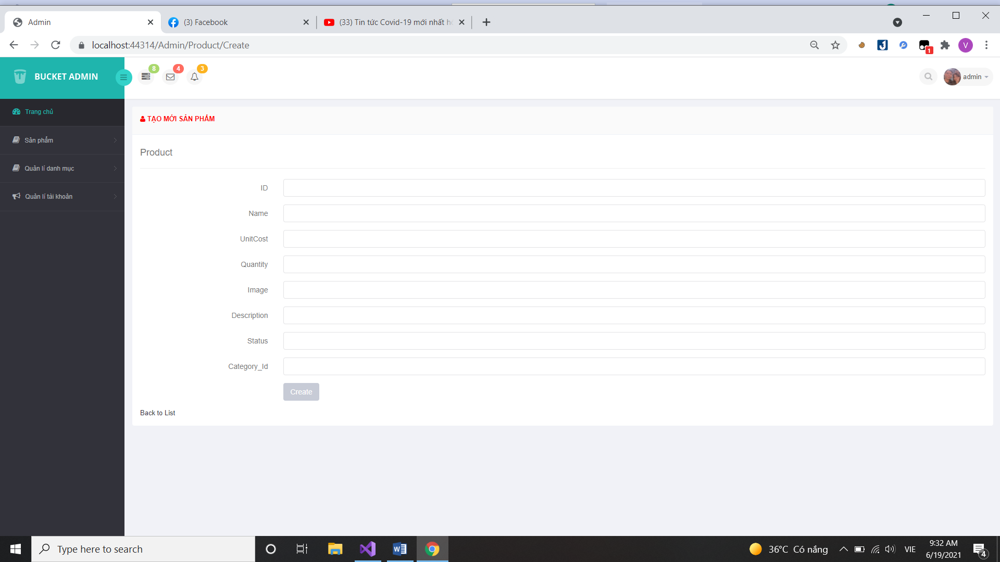 Admin
(3) Facebook
(33) Tin tức Covid-19 mới nhất
localhost:44314/Admin/Product/Create
1
V
BUCKET ADMIN
8
4
3
admin
Trang chủ
Sản phẩm
Quản lí danh mục
Quản lí tài khoản
TẠO MỚI SẢN PHẨM
Product
ID
Name
UnitCost
Quantity
Image
Description
Status
Category_Id
Create
Back to List
Type here to search
36°C Có nắng
VIE
9:32 AM
6/19/2021
4